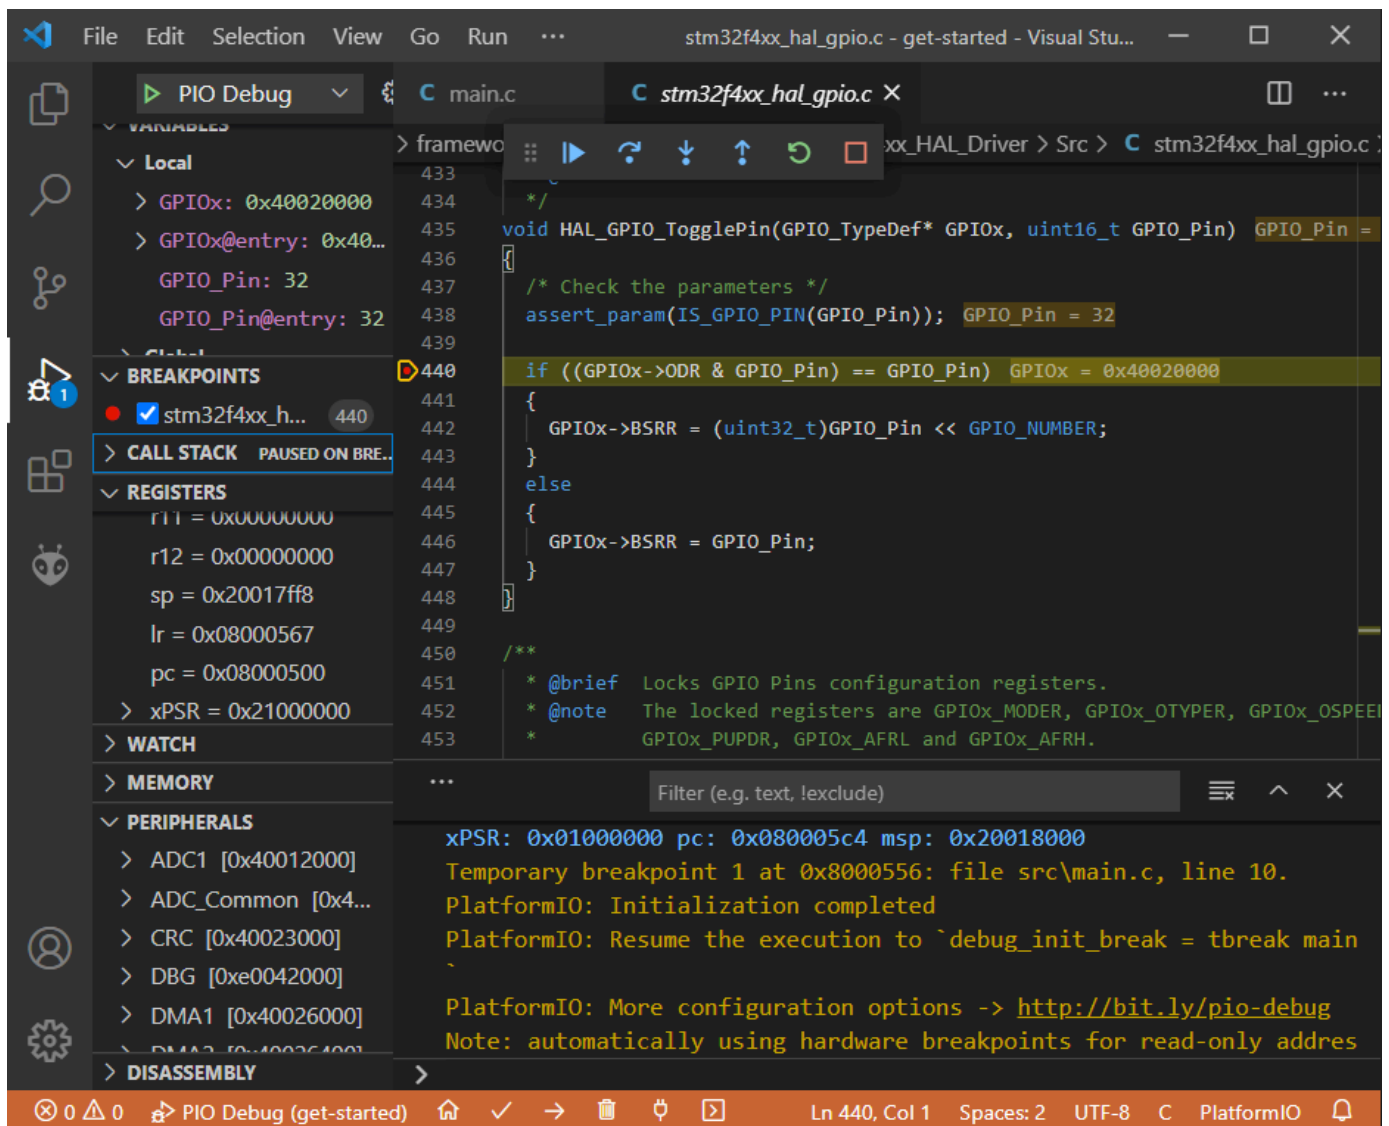 File Edit Selection View Go Run ··· stm32f4xx_hal_gpio.c - get-started - Visual Stu...
PIO Debug
C main.c
C stm32f4xx_hal_gpio.c
VARIABLES
Local
GPIOx: 0x40020000
GPIOx@entry: 0x40...
GPIO_Pin: 32
GPIO_Pin@entry: 32
Global
BREAKPOINTS
stm32f4xx_h... 440
CALL STACK PAUSED ON BRE..
REGISTERS
r11 = 0x00000000
r12 = 0x00000000
sp = 0x20017ff8
lr = 0x08000567
pc = 0x08000500
xPSR = 0x21000000
WATCH
MEMORY
PERIPHERALS
ADC1 [0x40012000]
ADC_Common [0x4...
CRC [0x40023000]
DBG [0xe0042000]
DMA1 [0x40026000]
DMA2 [0x40026400]
DISASSEMBLY
> framewo xx_HAL_Driver > Src > C stm32f4xx_hal_gpio.c
433
434 */
435 void HAL_GPIO_TogglePin(GPIO_TypeDef* GPIOx, uint16_t GPIO_Pin) GPIO_Pin =
436 {
437 /* Check the parameters */
438 assert_param(IS_GPIO_PIN(GPIO_Pin)); GPIO_Pin = 32
439
440 if ((GPIOx->ODR & GPIO_Pin) == GPIO_Pin) GPIOx = 0x40020000
441 {
442 GPIOx->BSRR = (uint32_t)GPIO_Pin << GPIO_NUMBER;
443 }
444 else
445 {
446 GPIOx->BSRR = GPIO_Pin;
447 }
448 }
449
450 /**
451 * @brief Locks GPIO Pins configuration registers.
452 * @note The locked registers are GPIOx_MODER, GPIOx_OTYPER, GPIOx_OSPEE
453 * GPIOx_PUPDR, GPIOx_AFRL and GPIOx_AFRH.
··· Filter (e.g. text, !exclude)
xPSR: 0x01000000 pc: 0x080005c4 msp: 0x20018000
Temporary breakpoint 1 at 0x8000556: file src\main.c, line 10.
PlatformIO: Initialization completed
PlatformIO: Resume the execution to `debug_init_break = tbreak main
`
PlatformIO: More configuration options -> http://bit.ly/pio-debug
Note: automatically using hardware breakpoints for read-only addres
>
1
0 0 PIO Debug (get-started) Ln 440, Col 1 Spaces: 2 UTF-8 C PlatformIO